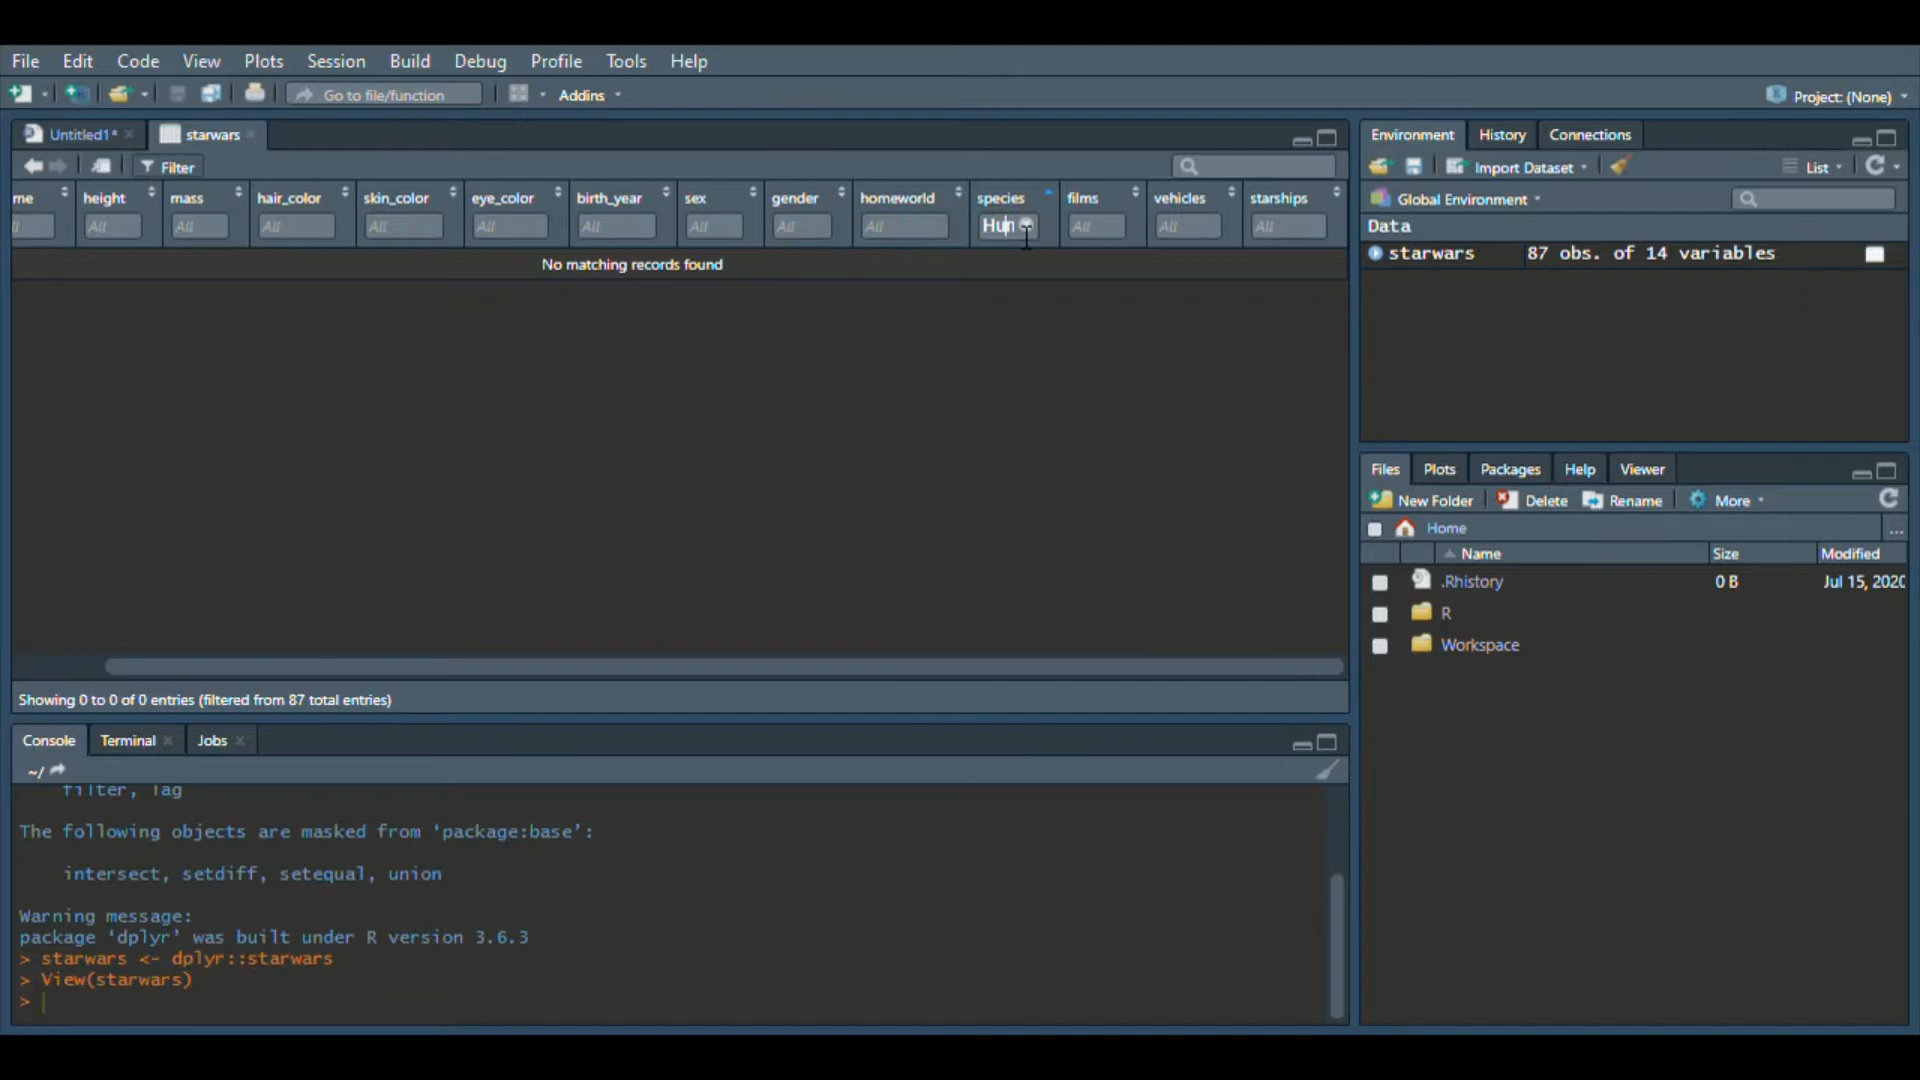 File Edit Code View Plots Session Build Debug Profile Tools Help
Go to file/function Addins Project: (None)
Untitled1* starwars
Filter
me height mass hair_color skin_color eye_color birth_year sex gender homeworld species films vehicles starships
All All All All All All All All All Hun All All All
No matching records found
Showing 0 to 0 of 0 entries (filtered from 87 total entries)
Console Terminal Jobs
~/
filter, lag
The following objects are masked from ‘package:base’:
intersect, setdiff, setequal, union
Warning message:
package ‘dplyr’ was built under R version 3.6.3
> starwars <- dplyr::starwars
> View(starwars)
>
Environment History Connections
Import Dataset List
Global Environment
Data
starwars 87 obs. of 14 variables
Files Plots Packages Help Viewer
New Folder Delete Rename More
Home ...
Name Size Modified
.Rhistory 0 B Jul 15, 2020
R
Workspace